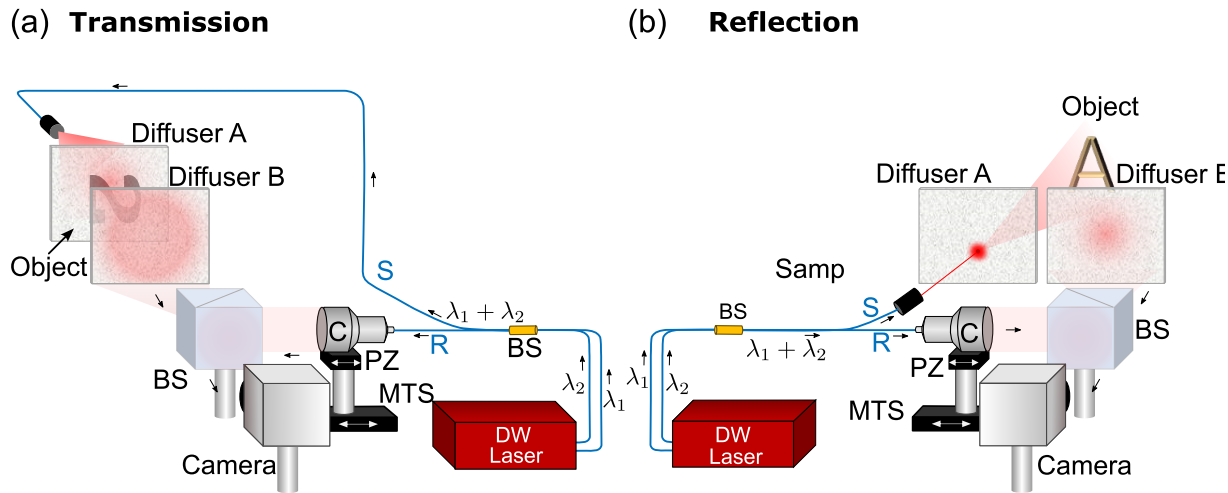 (a) Transmission
Diffuser A
Diffuser B
Object
S
λ₁ + λ₂
C
R
BS
PZ
BS
MTS
λ₂
λ₁
Camera
DW
Laser
(b) Reflection
Object
Diffuser A
Diffuser B
Samp
S
BS
C
BS
λ₁ + λ₂
R
PZ
λ₁
λ₂
MTS
DW
Laser
Camera